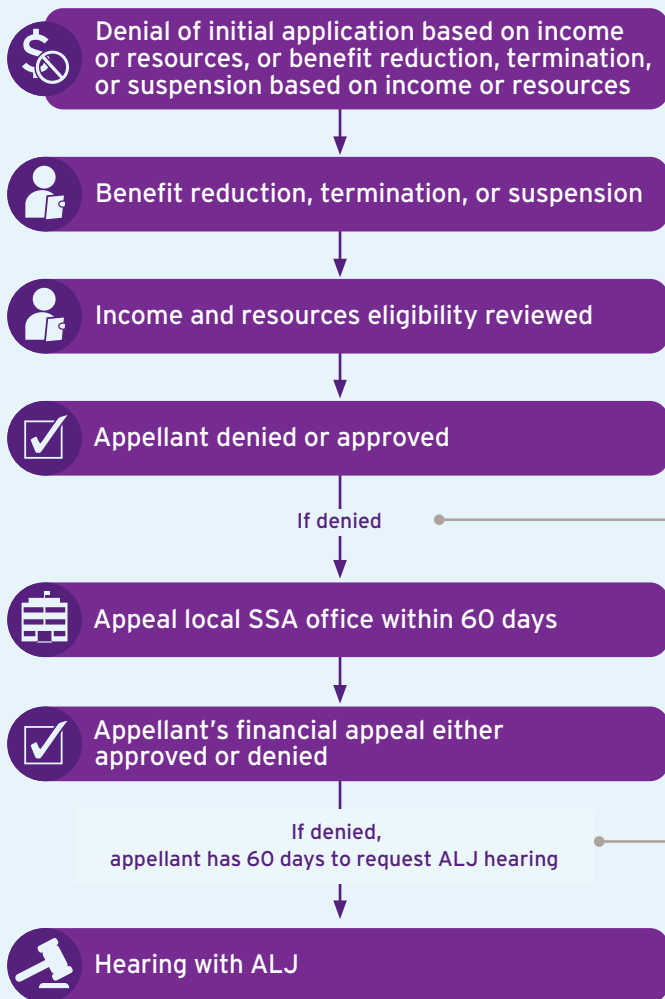 Denial of initial application based on income
or resources, or benefit reduction, termination,
or suspension based on income or resources
Benefit reduction, termination, or suspension
Income and resources eligibility reviewed
Appellant denied or approved
If denied
Appeal local SSA office within 60 days
Appellant's financial appeal either
approved or denied
If denied,
appellant has 60 days to request ALJ hearing
Hearing with ALJ